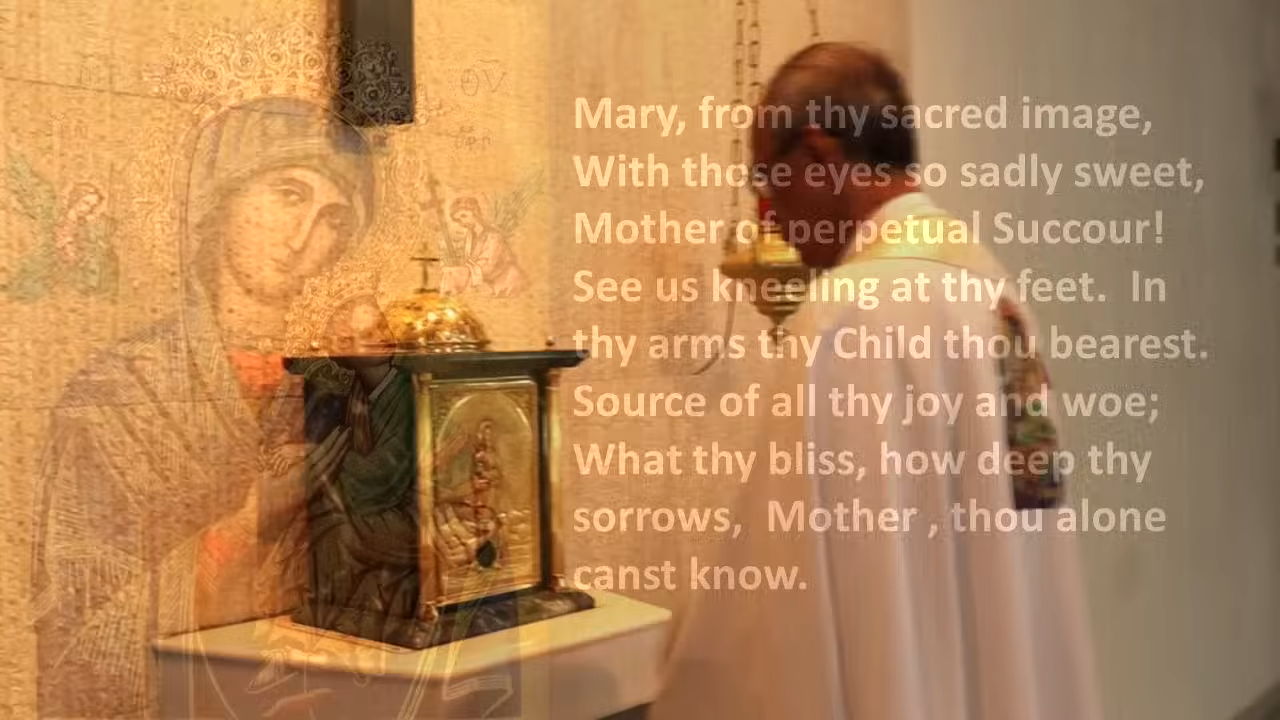 ΘΥ
Mary, from thy sacred image,
With those eyes so sadly sweet,
Mother of perpetual Succour!
See us kneeling at thy feet.  In
thy arms thy Child thou bearest.
Source of all thy joy and woe;
What thy bliss, how deep thy
sorrows,  Mother , thou alone
canst know.